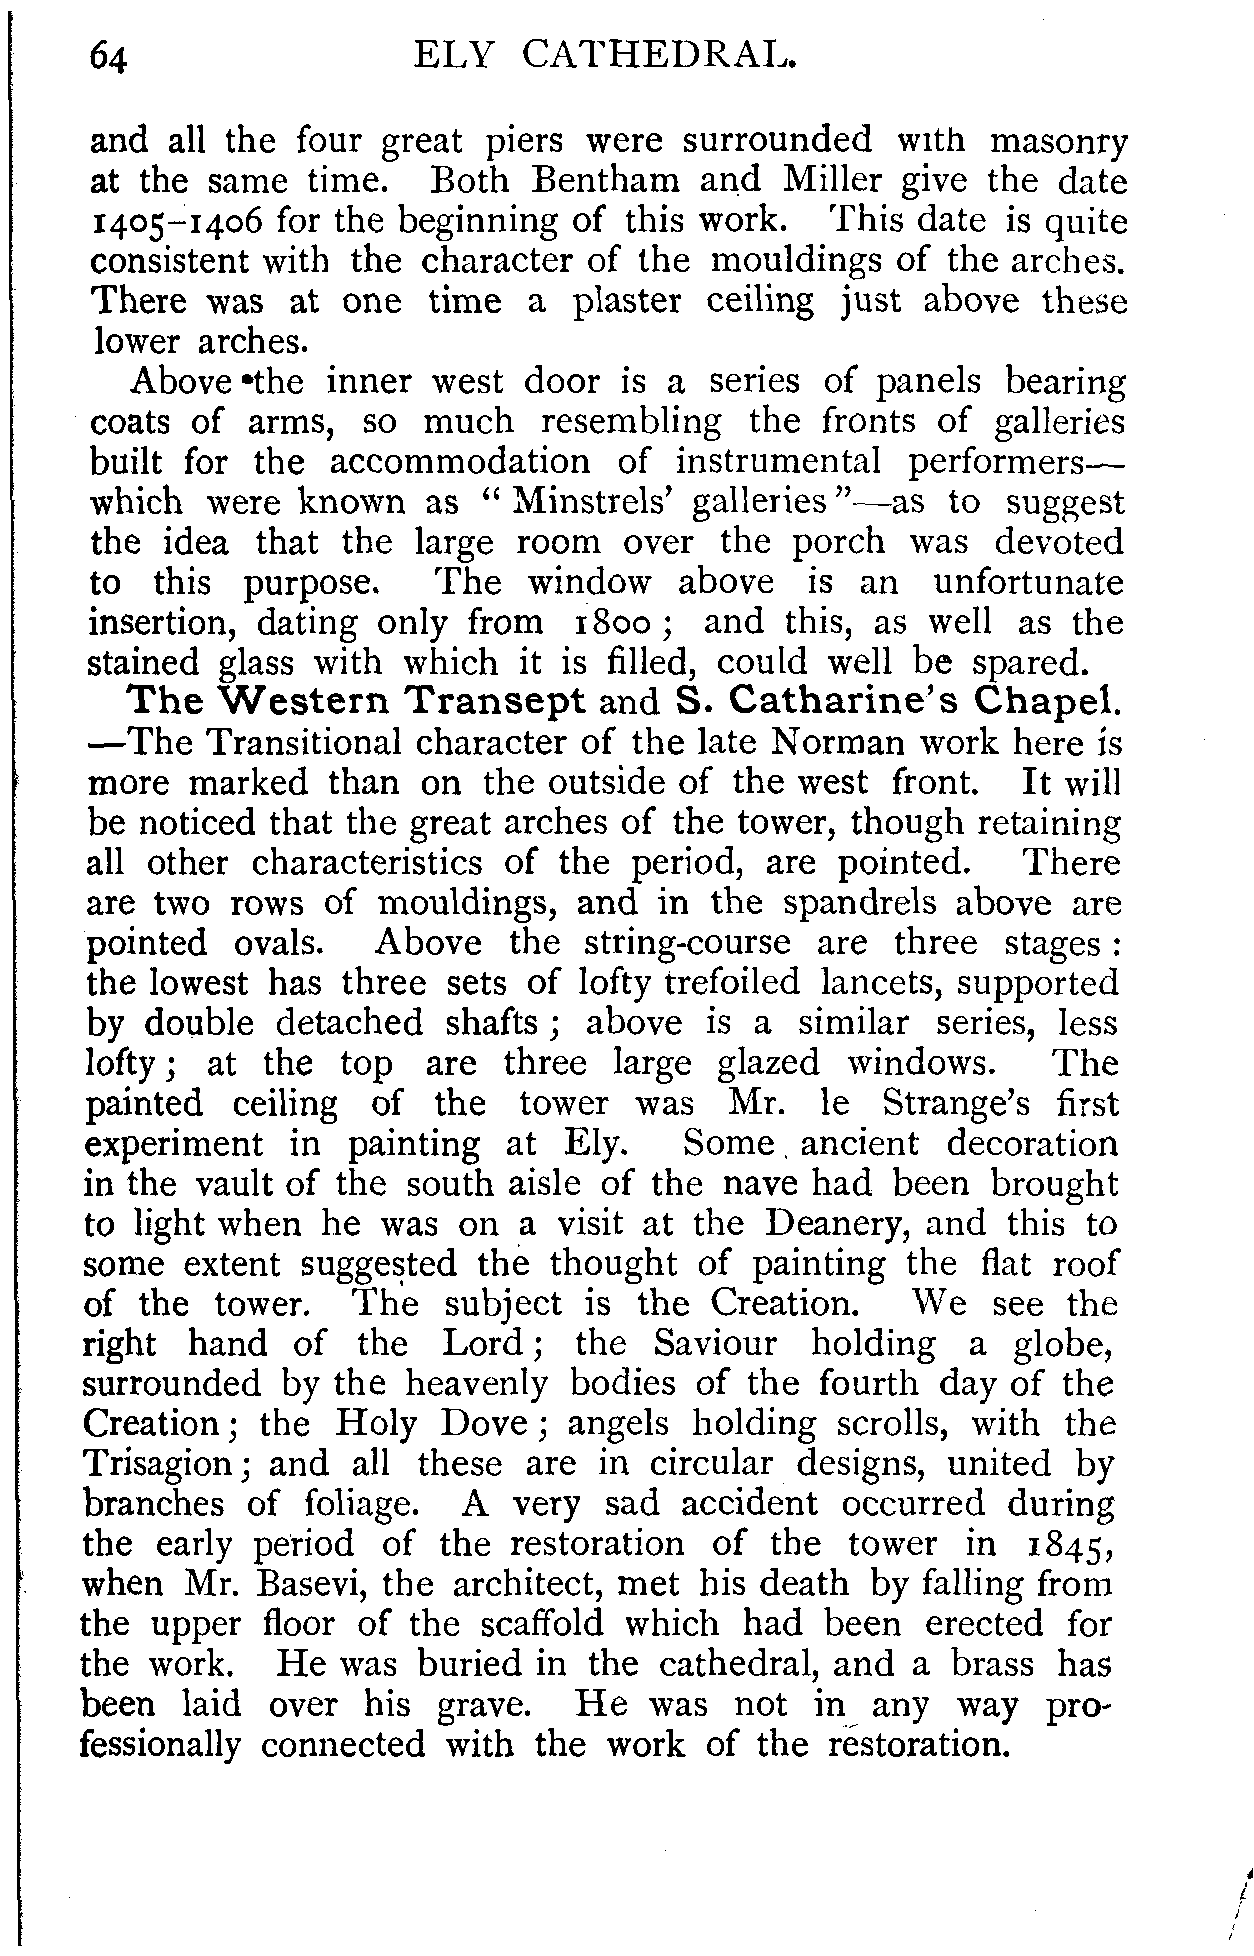 64 ELY CATHEDRAL.
and all the four great piers were surrounded with masonry
at the same time. Both Bentham and Miller give the date
1405-1406 for the beginning of this work. This date is quite
consistent with the character of the mouldings of the arches.
There was at one time a plaster ceiling just above these
lower arches.
Above the inner west door is a series of panels bearing
coats of arms, so much resembling the fronts of galleries
built for the accommodation of instrumental performers—
which were known as “ Minstrels’ galleries ”—as to suggest
the idea that the large room over the porch was devoted
to this purpose. The window above is an unfortunate
insertion, dating only from 1800 ; and this, as well as the
stained glass with which it is filled, could well be spared.
The Western Transept and S. Catharine’s Chapel.
—The Transitional character of the late Norman work here is
more marked than on the outside of the west front. It will
be noticed that the great arches of the tower, though retaining
all other characteristics of the period, are pointed. There
are two rows of mouldings, and in the spandrels above are
pointed ovals. Above the string-course are three stages :
the lowest has three sets of lofty trefoiled lancets, supported
by double detached shafts ; above is a similar series, less
lofty ; at the top are three large glazed windows. The
painted ceiling of the tower was Mr. le Strange’s first
experiment in painting at Ely. Some ancient decoration
in the vault of the south aisle of the nave had been brought
to light when he was on a visit at the Deanery, and this to
some extent suggested the thought of painting the flat roof
of the tower. The subject is the Creation. We see the
right hand of the Lord ; the Saviour holding a globe,
surrounded by the heavenly bodies of the fourth day of the
Creation ; the Holy Dove ; angels holding scrolls, with the
Trisagion ; and all these are in circular designs, united by
branches of foliage. A very sad accident occurred during
the early period of the restoration of the tower in 1845,
when Mr. Basevi, the architect, met his death by falling from
the upper floor of the scaffold which had been erected for
the work. He was buried in the cathedral, and a brass has
been laid over his grave. He was not in any way pro-
fessionally connected with the work of the restoration.